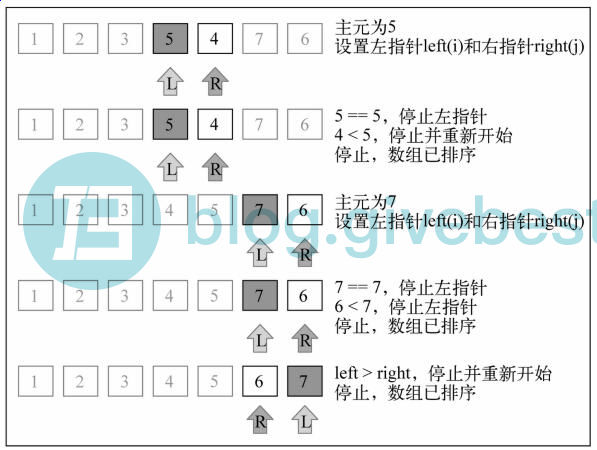 1 2 3 5 4 7 6
主元为5
设置左指针left(i)和右指针right(j)
L R
1 2 3 5 4 7 6
5 == 5，停止左指针
4 < 5，停止并重新开始
停止，数组已排序
L R
1 2 3 4 5 7 6
主元为7
设置左指针left(i)和右指针right(j)
blog.givebest
L R
1 2 3 4 5 7 6
7 == 7，停止左指针
6 < 7，停止左指针
停止，数组已排序
L R
1 2 3 4 5 6 7
left > right，停止并重新开始
停止，数组已排序
R L